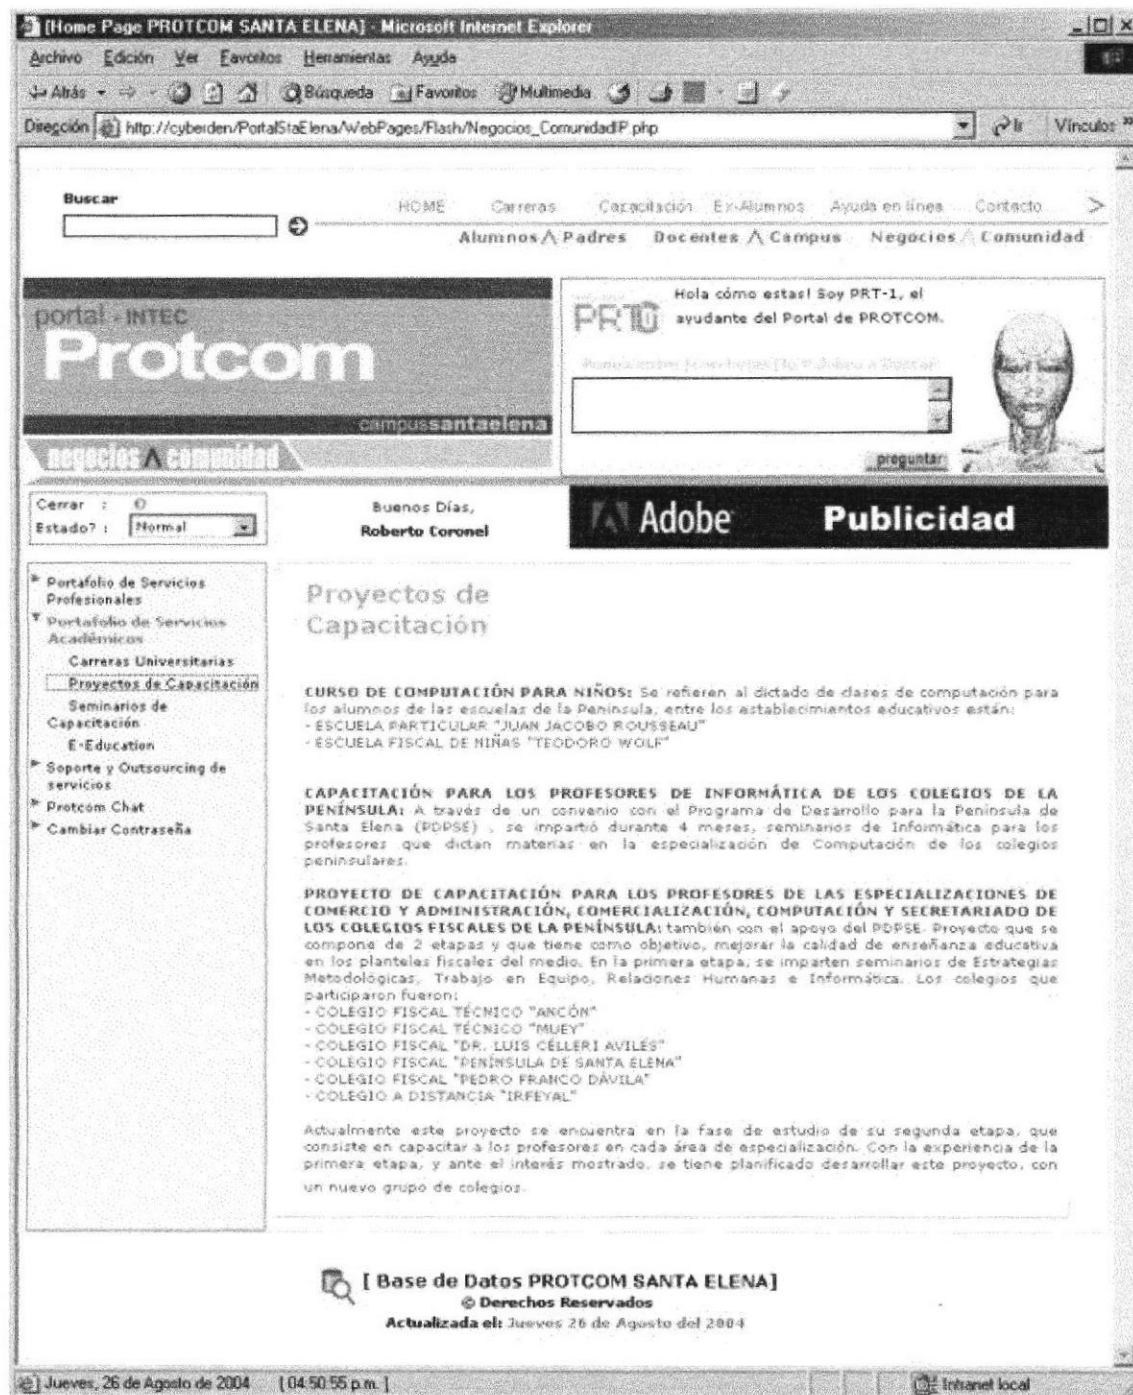 [Home Page PROTCOM SANTA ELENA] - Microsoft Internet Explorer
Archivo Edición Ver Favoritos Herramientas Ayuda
Atrás Búsqueda Favoritos Multimedia
Dirección http://cyberden/PortalStaElena/WebPages/Flash/Negocios_ComunidadIP.php Ir Vínculos »
Buscar
HOME Carreras Capacitación Ex-Alumnos Ayuda en línea Contacto >
Alumnos Λ Padres Docentes Λ Campus Negocios Λ Comunidad
portal - INTEC
Protcom
campussantaelena
negocios Λ comunidad
Hola cómo estas! Soy PRT-1, el
ayudante del Portal de PROTCOM.
preguntar
Cerrar :
Estado? : Normal
Buenos Días,
Roberto Coronel
Adobe Publicidad
Portafolio de Servicios
Profesionales
Portafolio de Servicios
Académicos
Carreras Universitarias
Proyectos de Capacitación
Seminarios de
Capacitación
E-Education
Soporte y Outsourcing de
servicios
Protcom Chat
Cambiar Contraseña
Proyectos de
Capacitación
CURSO DE COMPUTACIÓN PARA NIÑOS: Se refieren al dictado de clases de computación para
los alumnos de las escuelas de la Península, entre los establecimientos educativos están:
- ESCUELA PARTICULAR "JUAN JACOBO ROUSSEAU"
- ESCUELA FISCAL DE NIÑAS "TEODORO WOLF"
CAPACITACIÓN PARA LOS PROFESORES DE INFORMÁTICA DE LOS COLEGIOS DE LA
PENÍNSULA: A través de un convenio con el Programa de Desarrollo para la Península de
Santa Elena (PDPSE) , se impartió durante 4 meses, seminarios de Informática para los
profesores que dictan materias en la especialización de Computación de los colegios
peninsulares.
PROYECTO DE CAPACITACIÓN PARA LOS PROFESORES DE LAS ESPECIALIZACIONES DE
COMERCIO Y ADMINISTRACIÓN, COMERCIALIZACIÓN, COMPUTACIÓN Y SECRETARIADO DE
LOS COLEGIOS FISCALES DE LA PENÍNSULA: también con el apoyo del PDPSE. Proyecto que se
compone de 2 etapas y que tiene como objetivo, mejorar la calidad de enseñanza educativa
en los planteles fiscales del medio. En la primera etapa, se imparten seminarios de Estrategias
Metodológicas, Trabajo en Equipo, Relaciones Humanas e Informática. Los colegios que
participaron fueron:
- COLEGIO FISCAL TÉCNICO "ANCÓN"
- COLEGIO FISCAL TÉCNICO "MUEY"
- COLEGIO FISCAL "DR. LUIS CÉLLERI AVILÉS"
- COLEGIO FISCAL "PENÍNSULA DE SANTA ELENA"
- COLEGIO FISCAL "PEDRO FRANCO DÁVILA"
- COLEGIO A DISTANCIA "IRFEYAL"
Actualmente este proyecto se encuentra en la fase de estudio de su segunda etapa, que
consiste en capacitar a los profesores en cada área de especialización. Con la experiencia de la
primera etapa, y ante el interés mostrado, se tiene planificado desarrollar este proyecto, con
un nuevo grupo de colegios.
[ Base de Datos PROTCOM SANTA ELENA]
© Derechos Reservados
Actualizada el: Jueves 26 de Agosto del 2004
Jueves, 26 de Agosto de 2004 [ 04:50:55 p.m. ] Intranet local